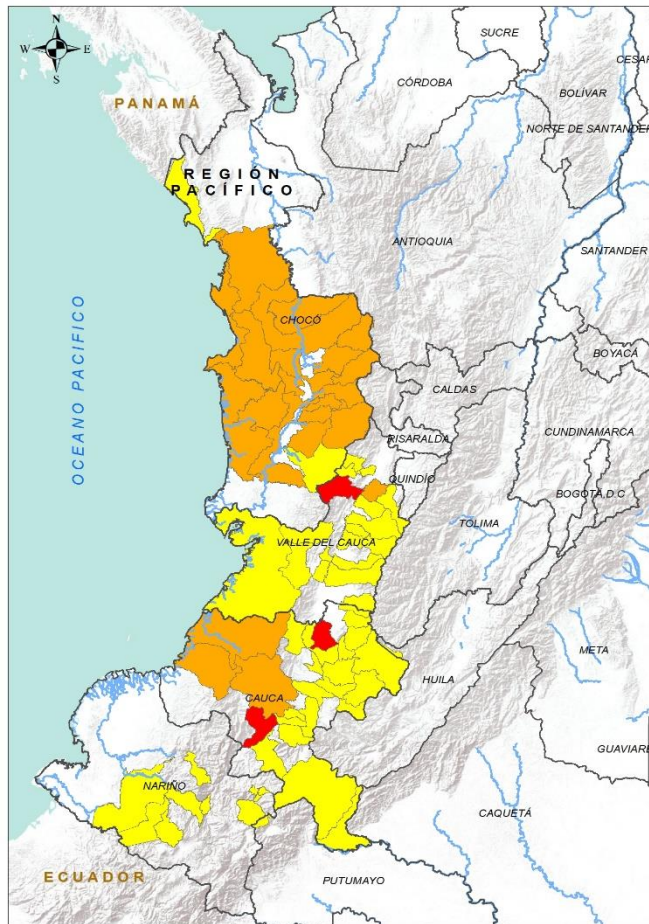 N
W E
S
SUCRE
CESAR
CÓRDOBA
BOLÍVAR
PANAMÁ
NORTE DE SANTANDER
REGIÓN
PACÍFICO
ANTIOQUIA
SANTANDER
OCEANO PACIFICO
CHOCÓ
BOYACÁ
CALDAS
RISARALDA
CUNDINAMARCA
QUINDÍO
BOGOTÁ D.C
TOLIMA
VALLE DEL CAUCA
META
HUILA
CAUCA
GUAVIARE
NARIÑO
CAQUETÁ
ECUADOR
PUTUMAYO